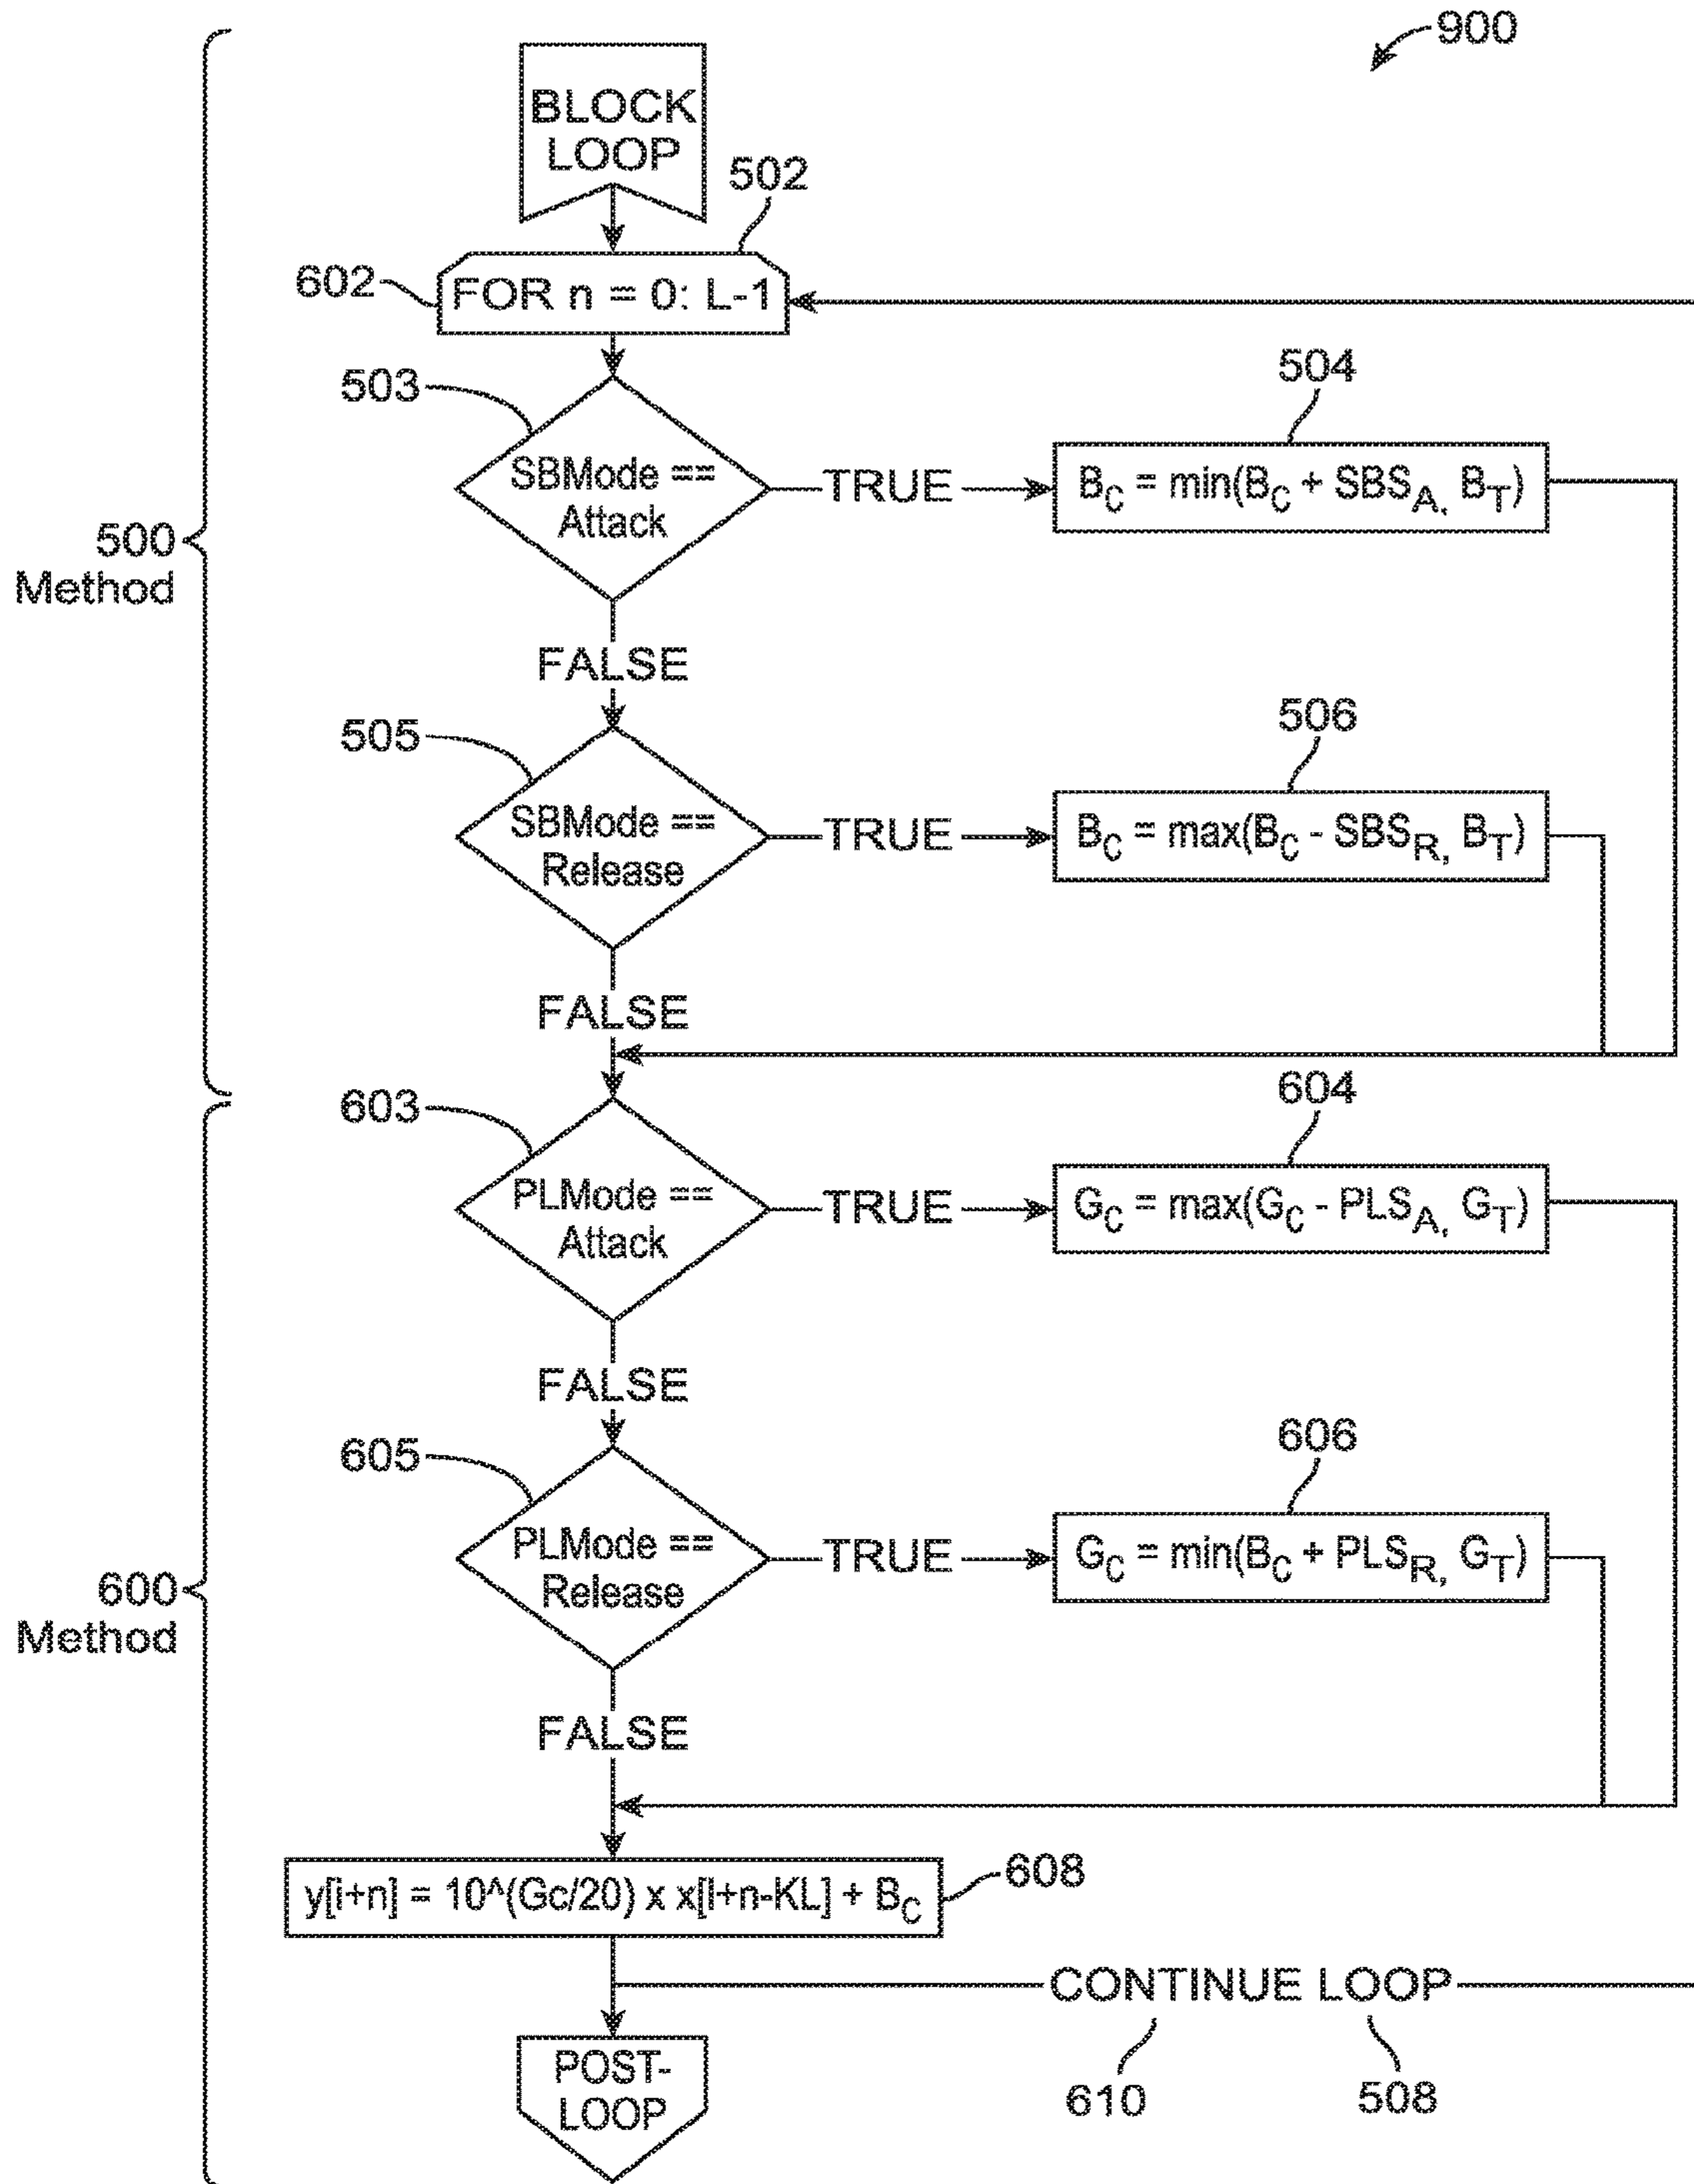 900
BLOCK
LOOP
502
602
FOR n = 0: L-1
503
504
SBMode ==
Attack
TRUE
B_C = min(B_C + SBS_A, B_T)
500
Method
FALSE
505
506
SBMode ==
Release
TRUE
B_C = max(B_C - SBS_R, B_T)
FALSE
603
604
PLMode ==
Attack
TRUE
G_C = max(G_C - PLS_A, G_T)
FALSE
605
606
PLMode ==
Release
TRUE
G_C = min(B_C + PLS_R, G_T)
600
Method
FALSE
y[i+n] = 10^(Gc/20) x x[I+n-KL] + B_C
608
CONTINUE LOOP
POST-
LOOP
610
508